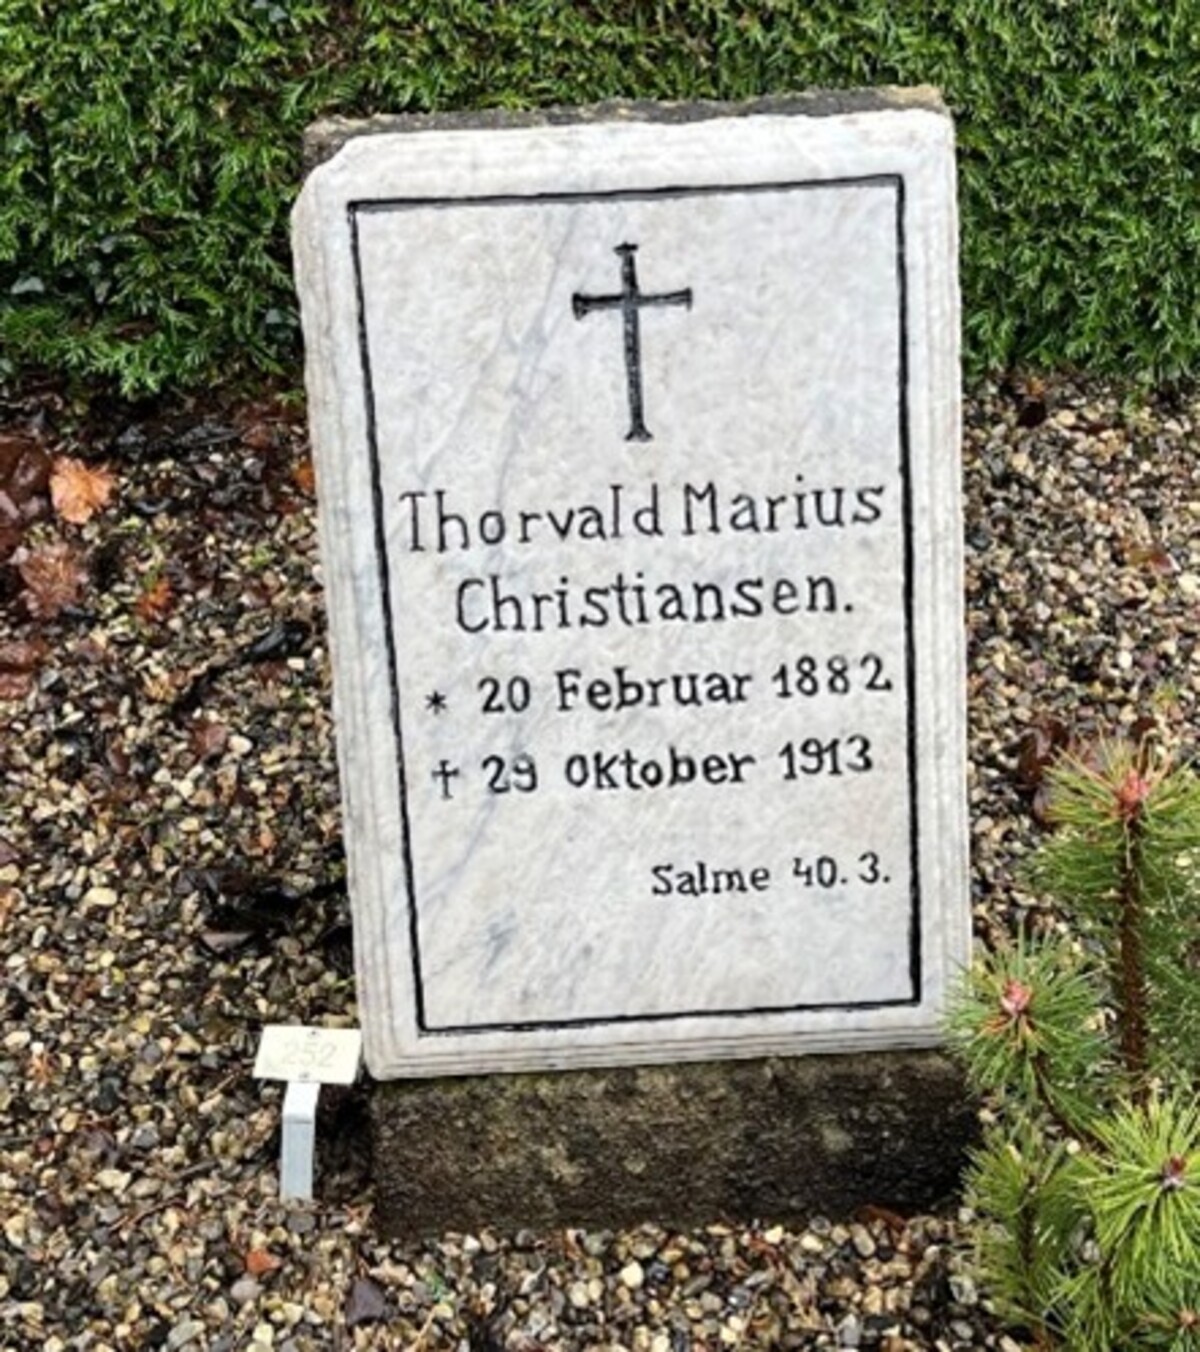 Thorvald Marius
Christiansen.
* 20 Februar 1882
† 29 Oktober 1913
Salme 40. 3.
252